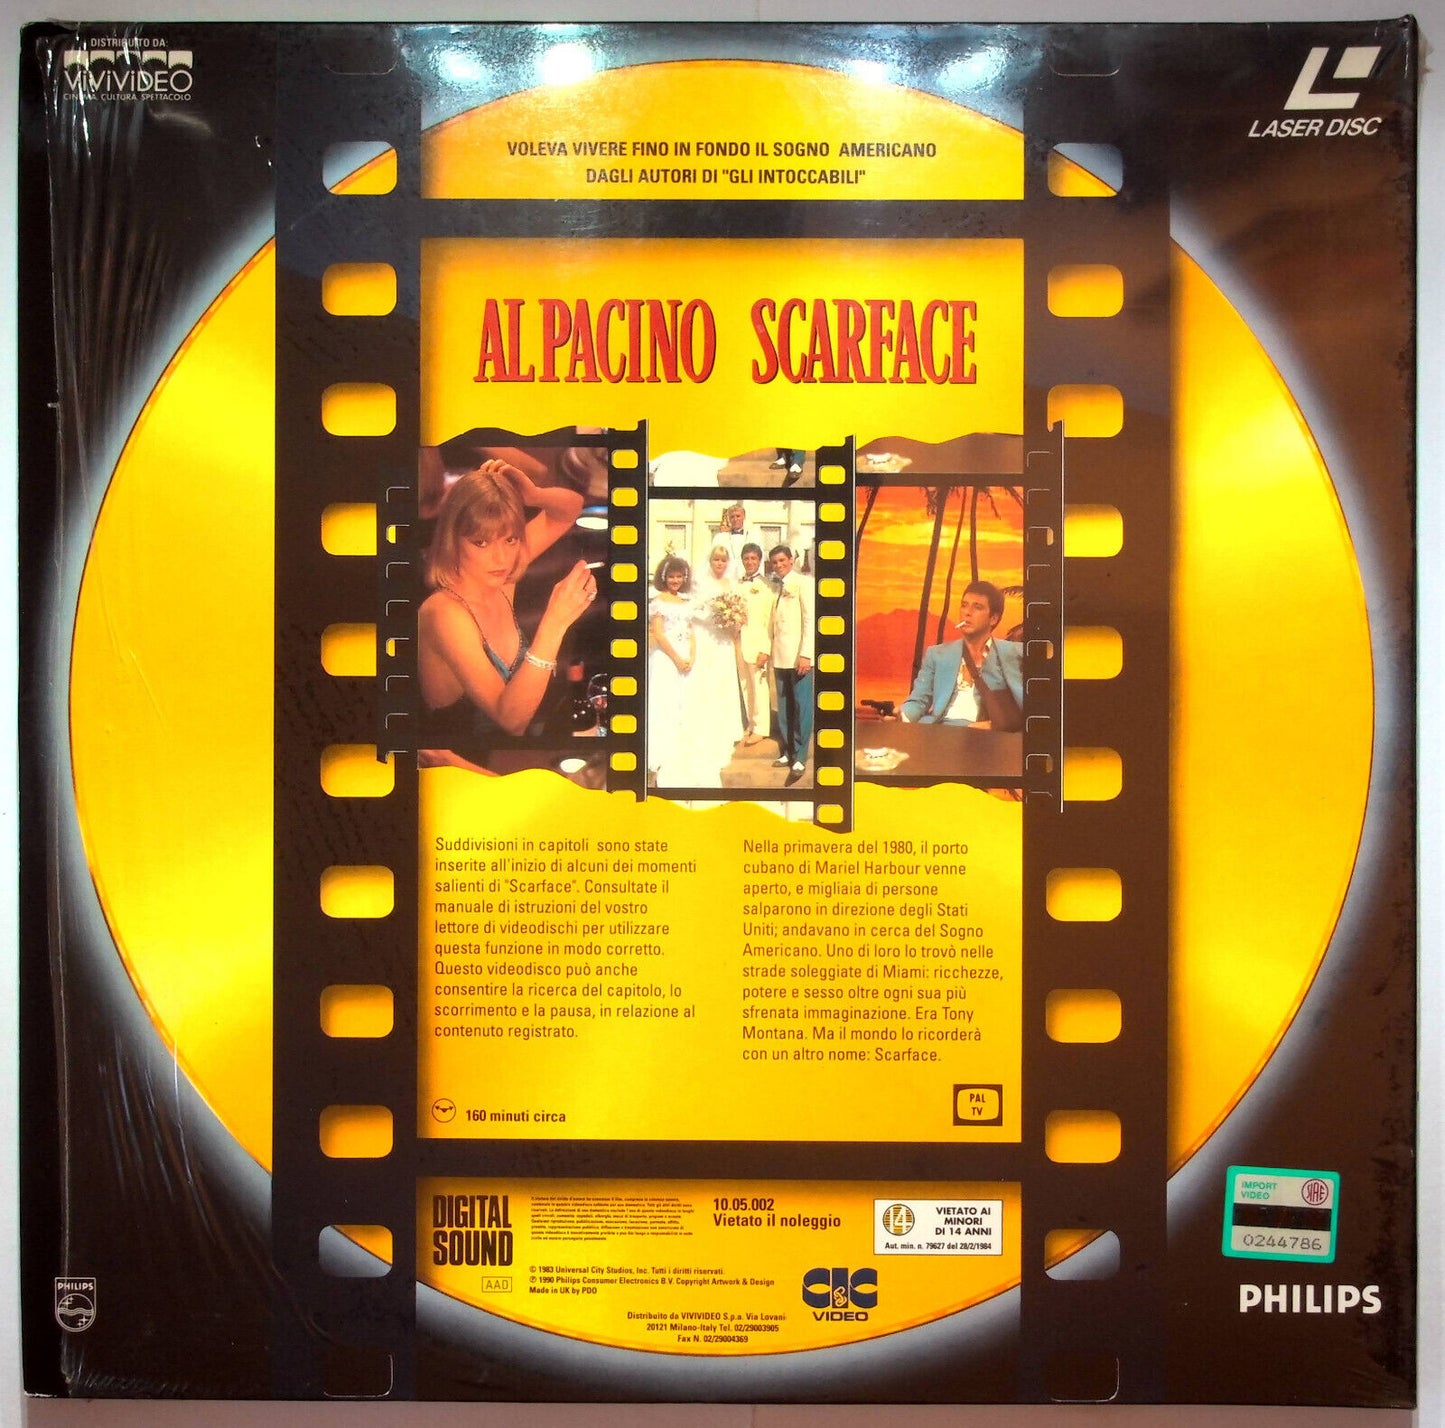 DISTRIBUITO DA:
ViViViDEO
CINEMA. CULTURA. SPETTACOLO.
LASER DISC
VOLEVA VIVERE FINO IN FONDO IL SOGNO AMERICANO
DAGLI AUTORI DI "GLI INTOCCABILI"
AL PACINO SCARFACE
Suddivisioni in capitoli sono state
inserite all'inizio di alcuni dei momenti
salienti di "Scarface". Consultate il
manuale di istruzioni del vostro
lettore di videodischi per utilizzare
questa funzione in modo corretto.
Questo videodisco può anche
consentire la ricerca del capitolo, lo
scorrimento e la pausa, in relazione al
contenuto registrato.
Nella primavera del 1980, il porto
cubano di Mariel Harbour venne
aperto, e migliaia di persone
salparono in direzione degli Stati
Uniti; andavano in cerca del Sogno
Americano. Uno di loro lo trovò nelle
strade soleggiate di Miami: ricchezze,
potere e sesso oltre ogni sua più
sfrenata immaginazione. Era Tony
Montana. Ma il mondo lo ricorderà
con un altro nome: Scarface.
160 minuti circa
PAL
TV
DIGITAL
SOUND
AAD
10.05.002
Vietato il noleggio
14
VIETATO AI
MINORI
DI 14 ANNI
Aut. min. n. 79627 del 28/2/1984
© 1983 Universal City Studios, Inc. Tutti i diritti riservati.
℗ 1990 Philips Consumer Electronics B.V. Copyright Artwork & Design
Made in UK by PDO
CIC
VIDEO
Distribuito da VIVIVIDEO S.p.a. Via Lovani
20121 Milano-Italy Tel. 02/29003905
Fax N. 02/29004369
IMPORT
VIDEO
0244786
PHILIPS
PHILIPS